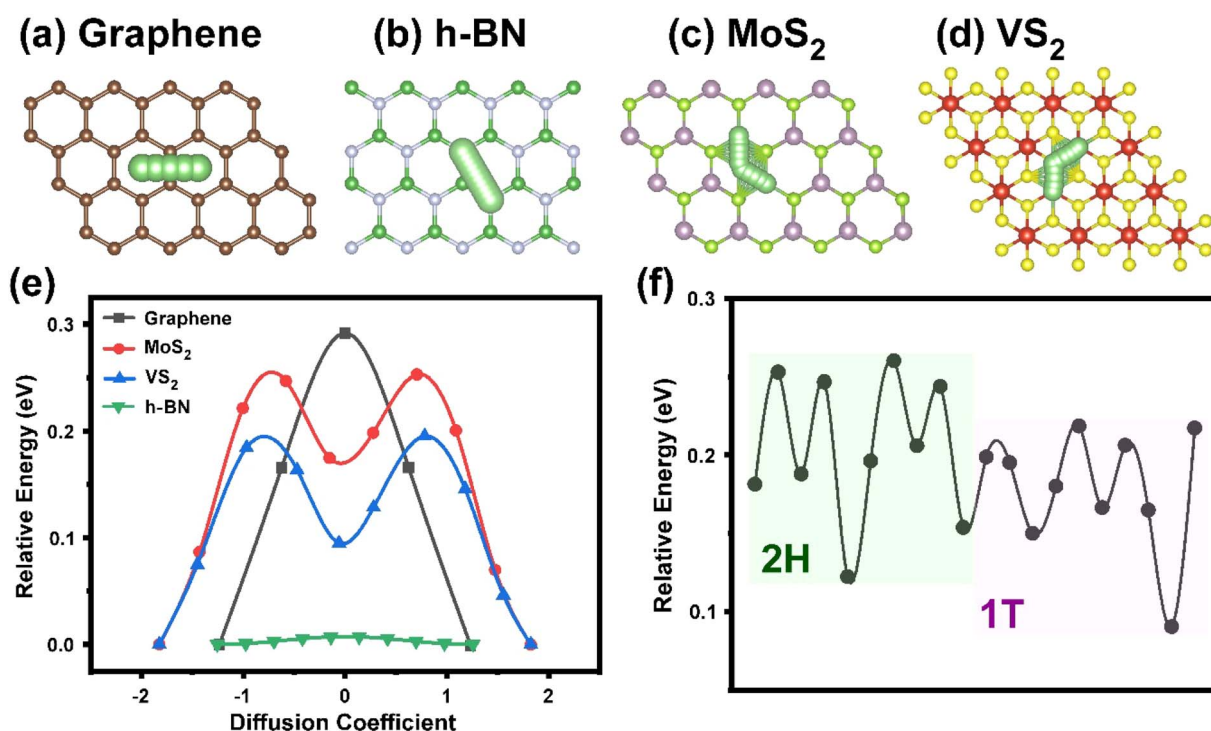 (a) Graphene
(b) h-BN
(c) MoS₂
(d) VS₂
(e)
Relative Energy (eV)
0.3
0.2
0.1
0.0
Graphene
MoS₂
VS₂
h-BN
-2
-1
0
1
2
Diffusion Coefficient
(f)
Relative Energy (eV)
0.3
0.2
0.1
2H
1T